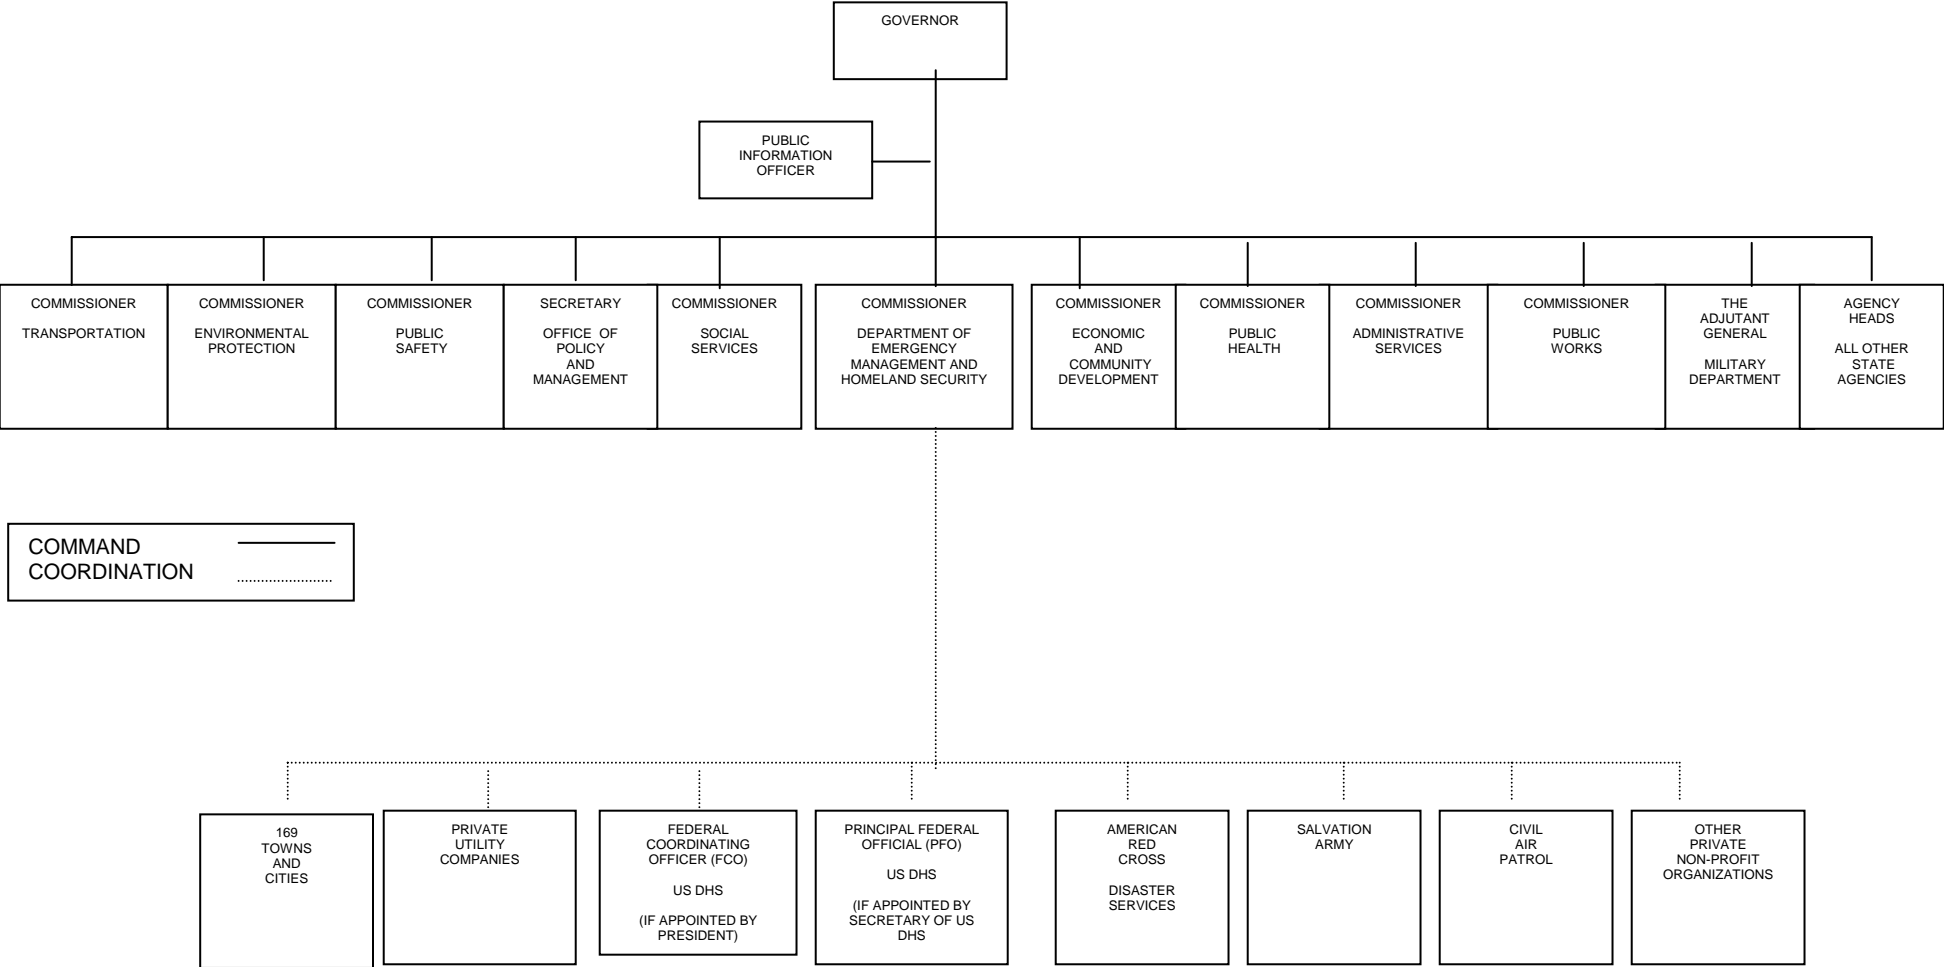 GOVERNOR
PUBLIC
INFORMATION
OFFICER
COMMISSIONER
TRANSPORTATION
COMMISSIONER
ENVIRONMENTAL
PROTECTION
COMMISSIONER
PUBLIC
SAFETY
SECRETARY
OFFICE OF
POLICY
AND
MANAGEMENT
COMMISSIONER
SOCIAL
SERVICES
COMMISSIONER
DEPARTMENT OF
EMERGENCY
MANAGEMENT AND
HOMELAND SECURITY
COMMISSIONER
ECONOMIC
AND
COMMUNITY
DEVELOPMENT
COMMISSIONER
PUBLIC
HEALTH
COMMISSIONER
ADMINISTRATIVE
SERVICES
COMMISSIONER
PUBLIC
WORKS
THE
ADJUTANT
GENERAL
MILITARY
DEPARTMENT
AGENCY
HEADS
ALL OTHER
STATE
AGENCIES
COMMAND
COORDINATION
169
TOWNS
AND
CITIES
PRIVATE
UTILITY
COMPANIES
FEDERAL
COORDINATING
OFFICER (FCO)
US DHS
(IF APPOINTED BY
PRESIDENT)
PRINCIPAL FEDERAL
OFFICIAL (PFO)
US DHS
(IF APPOINTED BY
SECRETARY OF US
DHS
AMERICAN
RED
CROSS
DISASTER
SERVICES
SALVATION
ARMY
CIVIL
AIR
PATROL
OTHER
PRIVATE
NON-PROFIT
ORGANIZATIONS